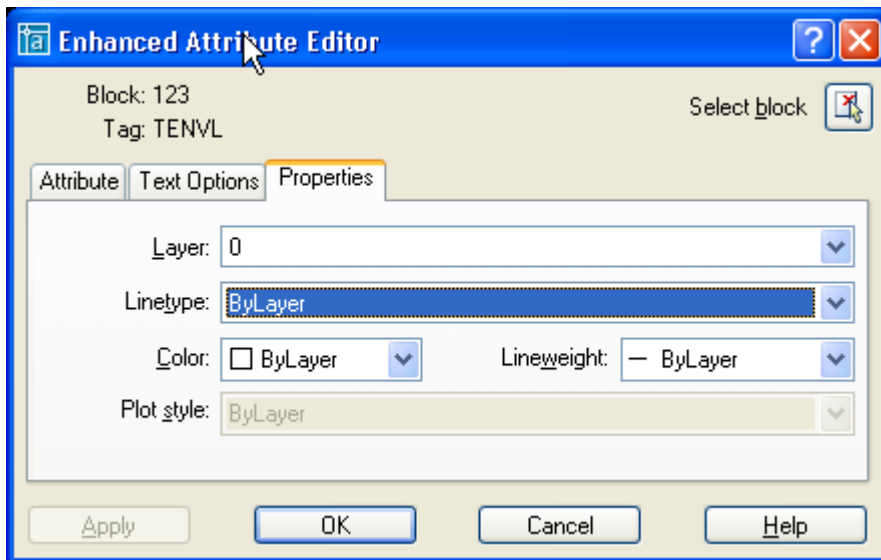 Enhanced Attribute Editor
Block: 123
Select block
Tag: TENVL
Attribute Text Options Properties
Layer: 0
Linetype: ByLayer
Color: ByLayer Lineweight: ByLayer
Plot style: ByLayer
Apply OK Cancel Help